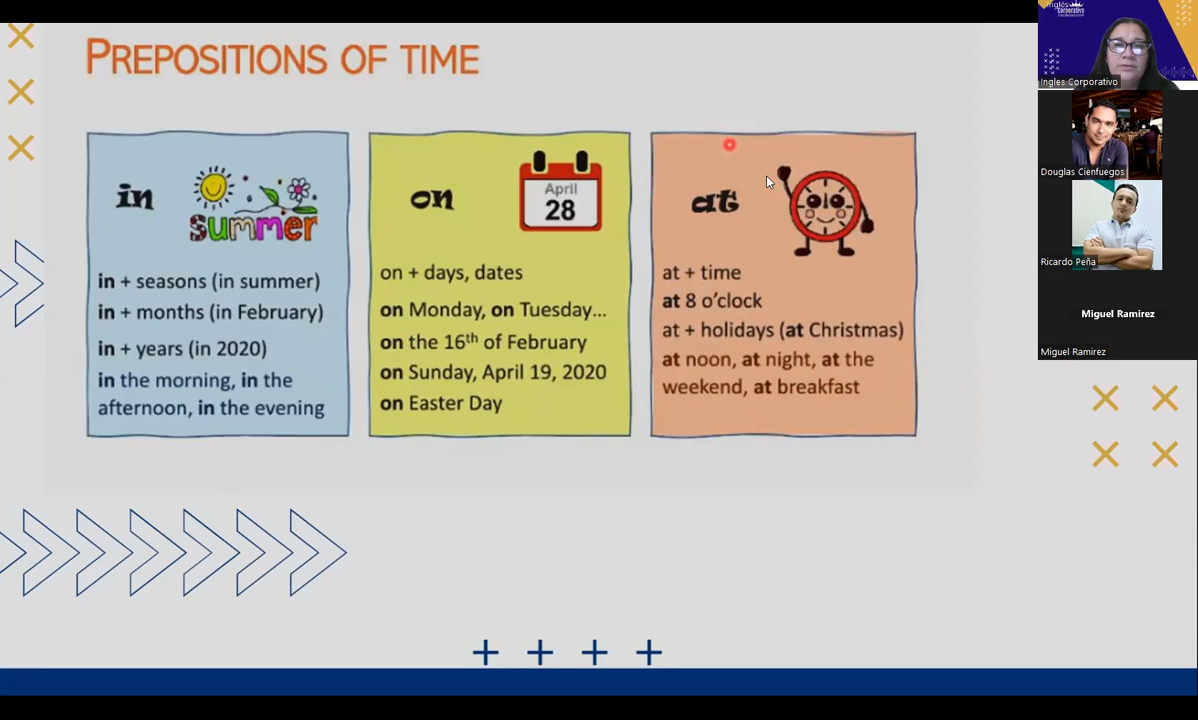 PREPOSITIONS OF TIME
in
summer
in + seasons (in summer)
in + months (in February)
in + years (in 2020)
in the morning, in the
afternoon, in the evening
on
April
28
on + days, dates
on Monday, on Tuesday...
on the 16th of February
on Sunday, April 19, 2020
on Easter Day
at
at + time
at 8 o’clock
at + holidays (at Christmas)
at noon, at night, at the
weekend, at breakfast
Inglés
Corporativo
Ingles Corporativo
Douglas Cienfuegos
Ricardo Peña
Miguel Ramirez
Miguel Ramirez